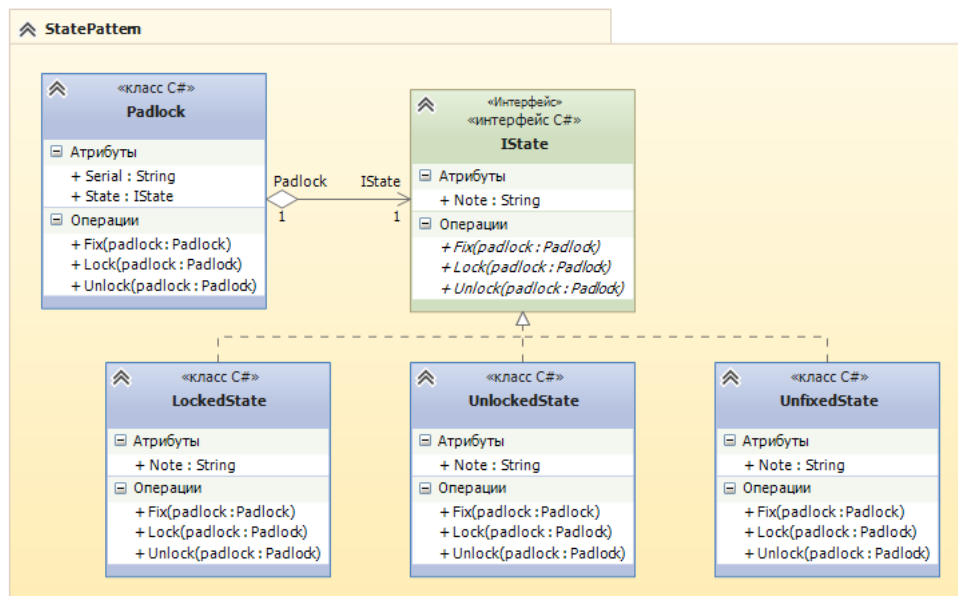 StatePattern
«класс C#»
Padlock
Атрибуты
+ Serial : String
+ State : IState
Операции
+ Fix(padlock : Padlock)
+ Lock(padlock : Padlock)
+ Unlock(padlock : Padlock)
Padlock
1
IState
1
«Интерфейс»
«интерфейс C#»
IState
Атрибуты
+ Note : String
Операции
+ Fix(padlock : Padlock)
+ Lock(padlock : Padlock)
+ Unlock(padlock : Padlock)
«класс C#»
LockedState
Атрибуты
+ Note : String
Операции
+ Fix(padlock : Padlock)
+ Lock(padlock : Padlock)
+ Unlock(padlock : Padlock)
«класс C#»
UnlockedState
Атрибуты
+ Note : String
Операции
+ Fix(padlock : Padlock)
+ Lock(padlock : Padlock)
+ Unlock(padlock : Padlock)
«класс C#»
UnfixedState
Атрибуты
+ Note : String
Операции
+ Fix(padlock : Padlock)
+ Lock(padlock : Padlock)
+ Unlock(padlock : Padlock)